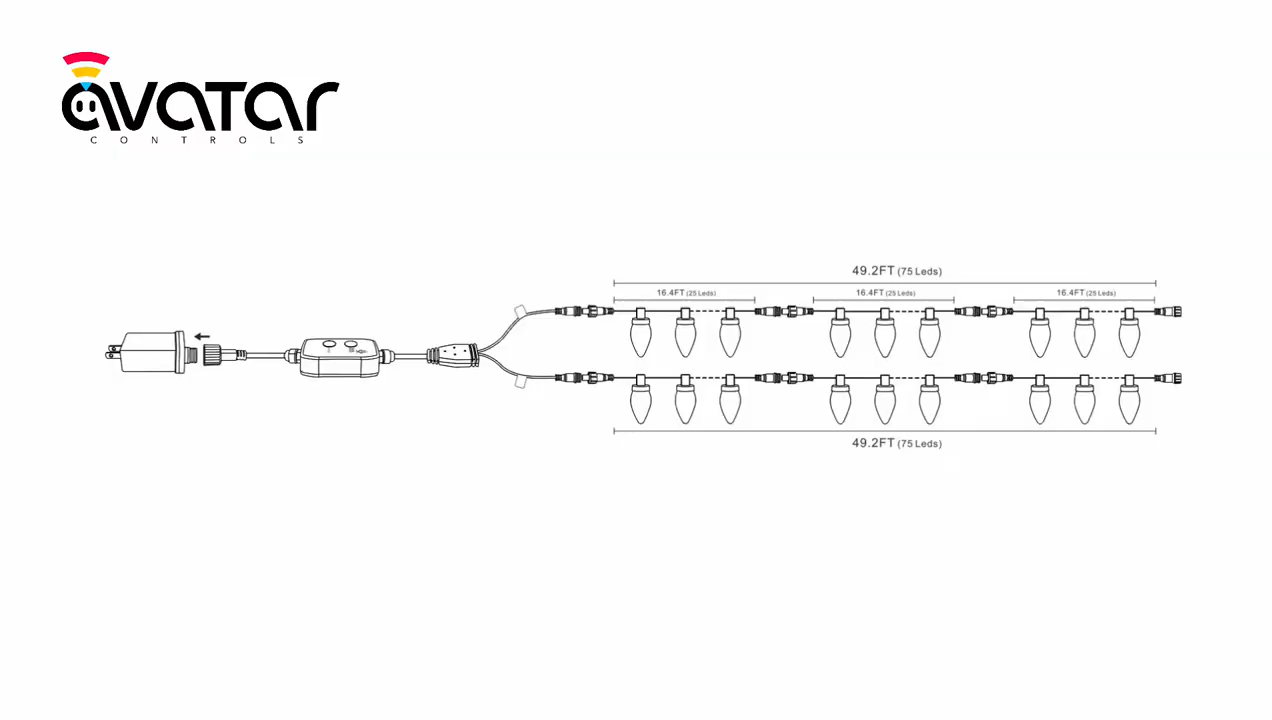 avatar
CONTROLS
49.2FT (75 Leds)
16.4FT (25 Leds)
16.4FT (25 Leds)
16.4FT (25 Leds)
49.2FT (75 Leds)